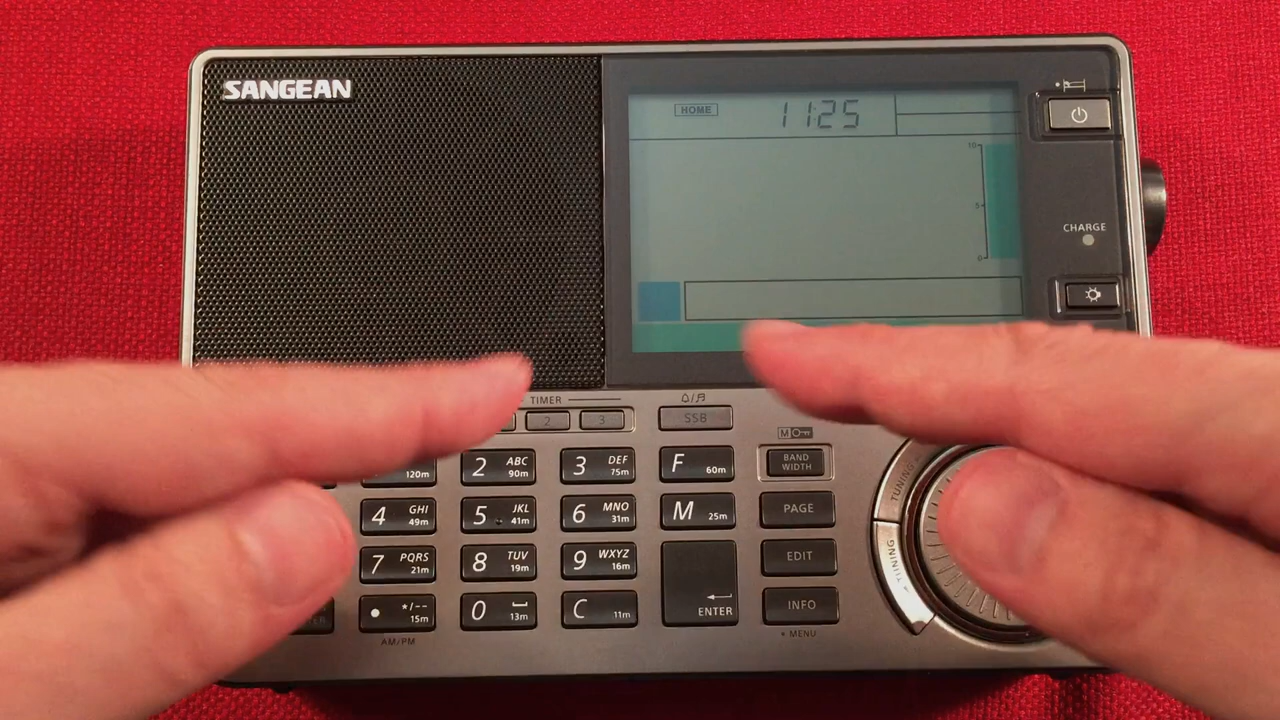 SANGEAN
HOME 11:25
10
5
0
CHARGE
TIMER
2 3 SSB
M
BAND WIDTH
120m
2 ABC 90m
3 DEF 75m
F 60m
TUNING
4 GHI 49m
5 JKL 41m
6 MNO 31m
M 25m
PAGE
7 PQRS 21m
8 TUV 19m
9 WXYZ 16m
ENTER
EDIT
TUNING
• */-- 15m
0 13m
C 11m
INFO
AM/PM
• MENU